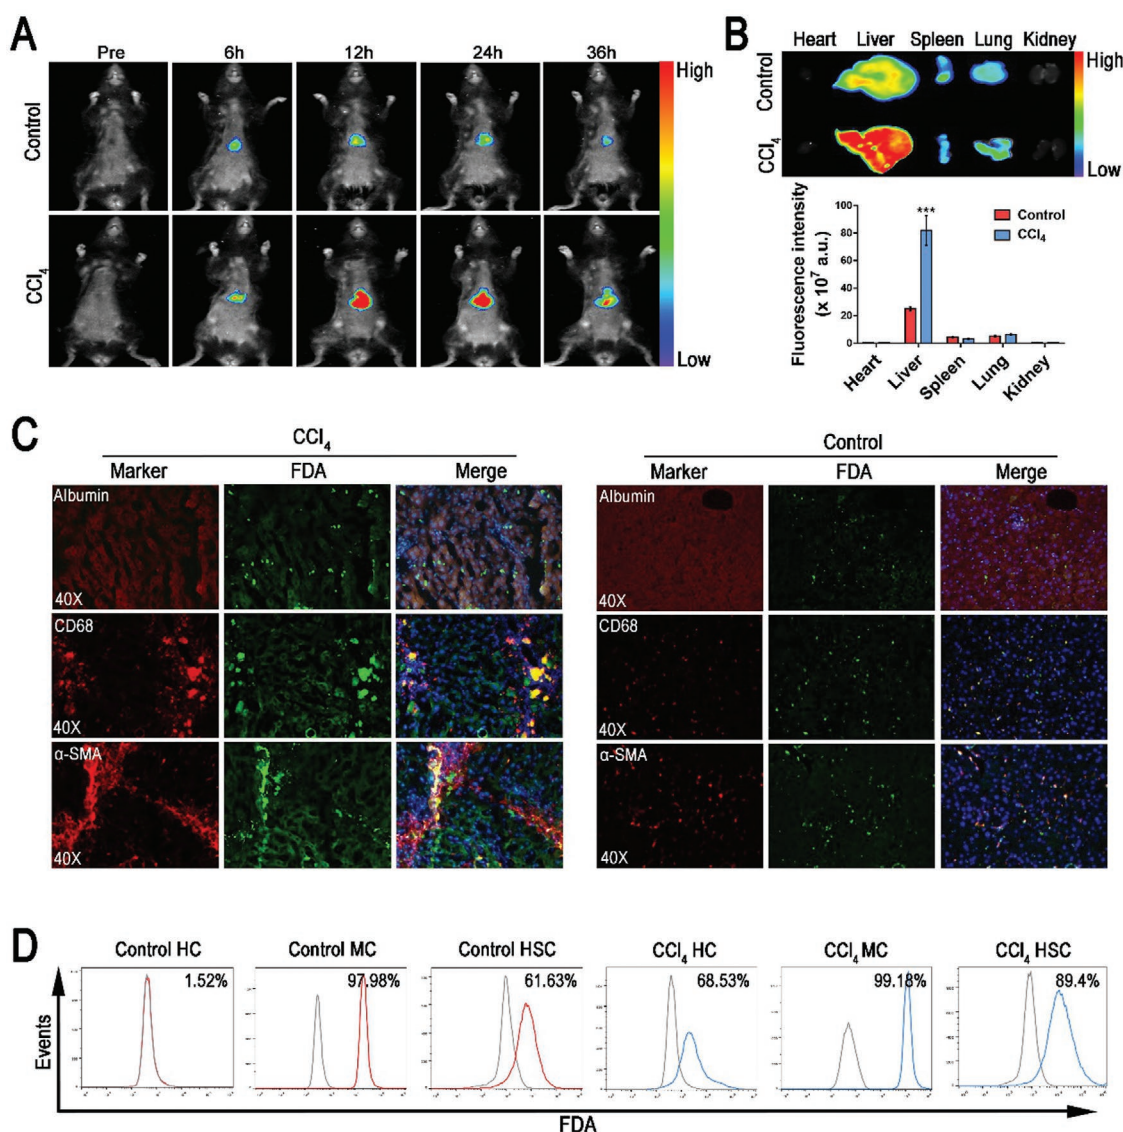 A
Pre 6h 12h 24h 36h
Control
CCl4
High
Low
B
Heart Liver Spleen Lung Kidney
Control
CCl4
High
Low
Fluorescence intensity
(x 10⁷ a.u.)
100
80
60
40
20
0
***
Control
CCl4
Heart Liver Spleen Lung Kidney
C
CCl4 Control
Marker FDA Merge Marker FDA Merge
Albumin Albumin
40X 40X
CD68 CD68
40X 40X
α-SMA α-SMA
40X 40X
D
Control HC Control MC Control HSC CCl4 HC CCl4 MC CCl4 HSC
1.52% 97.98% 61.63% 68.53% 99.18% 89.4%
Events
FDA